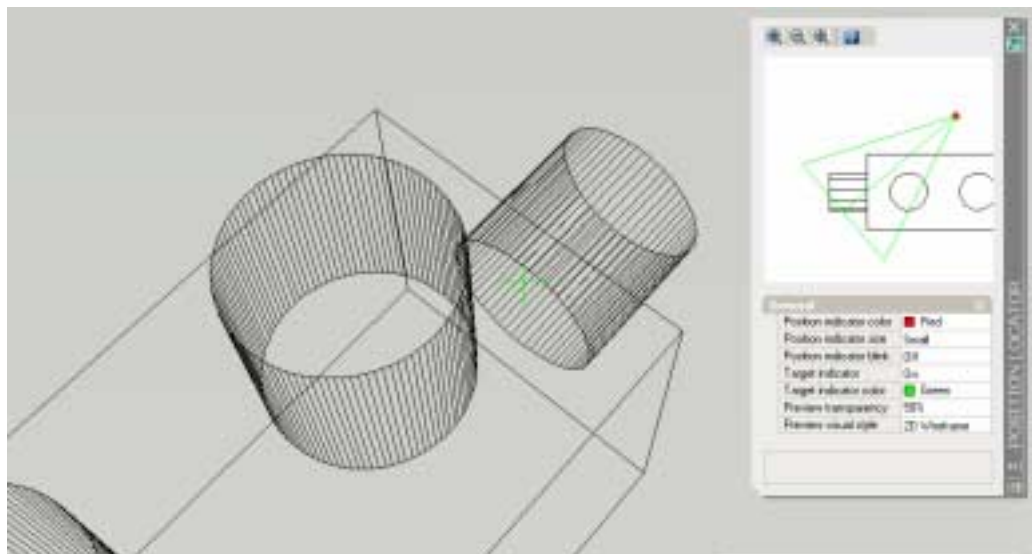 General
Position indicator color Red
Position indicator size Small
Position indicator blink Off
Target indicator On
Target indicator color Green
Preview transparency 50%
Preview visual style 2D Wireframe
POSITION LOCATOR